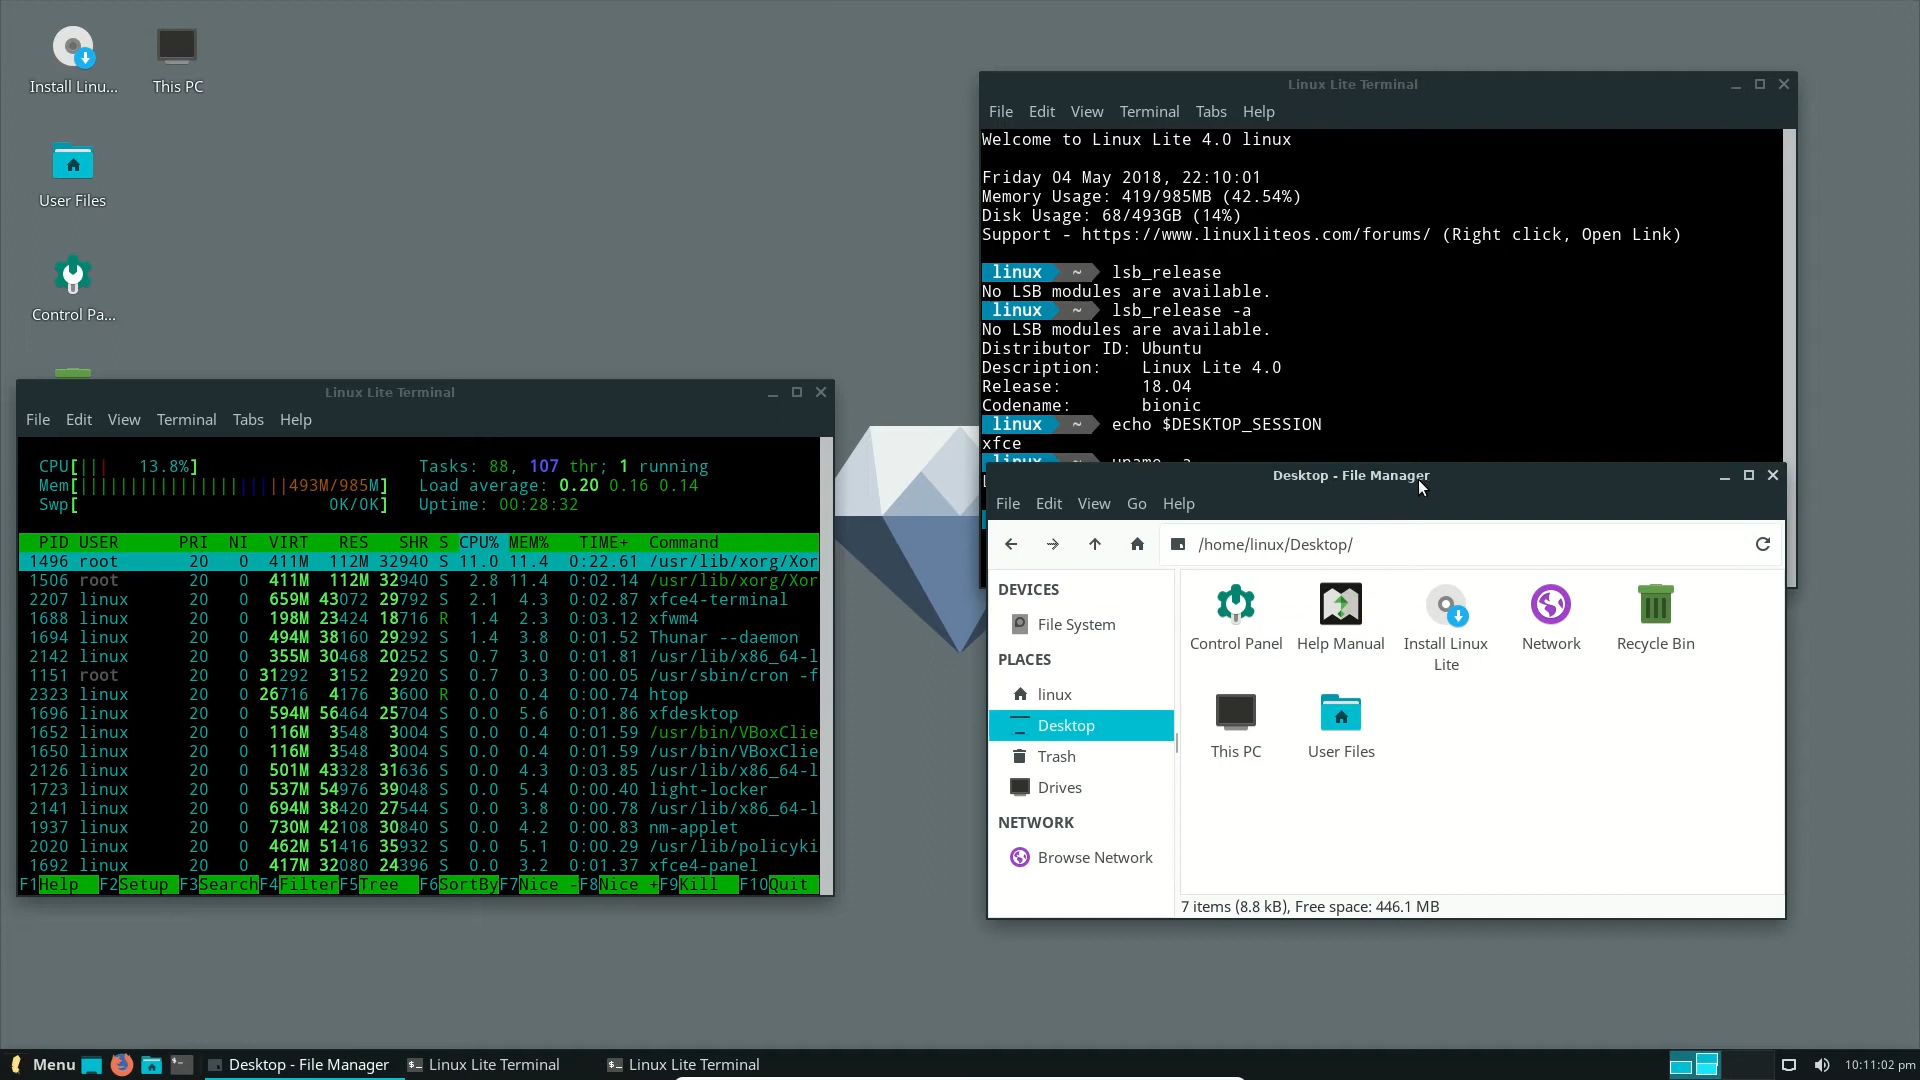 Install Linu...
This PC
User Files
Control Pa...
Linux Lite Terminal
File Edit View Terminal Tabs Help
Welcome to Linux Lite 4.0 linux
Friday 04 May 2018, 22:10:01
Memory Usage: 419/985MB (42.54%)
Disk Usage: 68/493GB (14%)
Support - https://www.linuxliteos.com/forums/ (Right click, Open Link)
linux ~ lsb_release
No LSB modules are available.
linux ~ lsb_release -a
No LSB modules are available.
Distributor ID: Ubuntu
Description: Linux Lite 4.0
Release: 18.04
Codename: bionic
linux ~ echo $DESKTOP_SESSION
xfce
Linux Lite Terminal
File Edit View Terminal Tabs Help
CPU[||| 13.8%] Tasks: 88, 107 thr; 1 running
Mem[|||||||||||||||||||||493M/985M] Load average: 0.20 0.16 0.14
Swp[ 0K/0K] Uptime: 00:28:32
PID USER PRI NI VIRT RES SHR S CPU% MEM% TIME+ Command
1496 root 20 0 411M 112M 32940 S 11.0 11.4 0:22.61 /usr/lib/xorg/Xor
1506 root 20 0 411M 112M 32940 S 2.8 11.4 0:02.14 /usr/lib/xorg/Xor
2207 linux 20 0 659M 43072 29792 S 2.1 4.3 0:02.87 xfce4-terminal
1688 linux 20 0 198M 23424 18716 R 1.4 2.3 0:03.12 xfwm4
1694 linux 20 0 494M 38160 29292 S 1.4 3.8 0:01.52 Thunar --daemon
2142 linux 20 0 355M 30468 20252 S 0.7 3.0 0:01.81 /usr/lib/x86_64-l
1151 root 20 0 31292 3152 2920 S 0.7 0.3 0:00.05 /usr/sbin/cron -f
2323 linux 20 0 26716 4176 3600 R 0.0 0.4 0:00.74 htop
1696 linux 20 0 594M 56464 25704 S 0.0 5.6 0:01.86 xfdesktop
1652 linux 20 0 116M 3548 3004 S 0.0 0.4 0:01.59 /usr/bin/VBoxClie
1650 linux 20 0 116M 3548 3004 S 0.0 0.4 0:01.59 /usr/bin/VBoxClie
2126 linux 20 0 501M 43328 31636 S 0.0 4.3 0:03.85 /usr/lib/x86_64-l
1723 linux 20 0 537M 54976 39048 S 0.0 5.4 0:00.40 light-locker
2141 linux 20 0 694M 38420 27544 S 0.0 3.8 0:00.78 /usr/lib/x86_64-l
1937 linux 20 0 730M 42108 30840 S 0.0 4.2 0:00.83 nm-applet
2020 linux 20 0 462M 51416 35932 S 0.0 5.1 0:00.29 /usr/lib/policyki
1692 linux 20 0 417M 32080 24396 S 0.0 3.2 0:01.37 xfce4-panel
F1Help F2Setup F3SearchF4FilterF5Tree F6SortByF7Nice -F8Nice +F9Kill F10Quit
Desktop - File Manager
File Edit View Go Help
/home/linux/Desktop/
DEVICES
File System
PLACES
linux
Desktop
Trash
Drives
NETWORK
Browse Network
Control Panel
Help Manual
Install Linux
Lite
Network
Recycle Bin
This PC
User Files
7 items (8.8 kB), Free space: 446.1 MB
Menu
Desktop - File Manager
Linux Lite Terminal
Linux Lite Terminal
10:11:02 pm